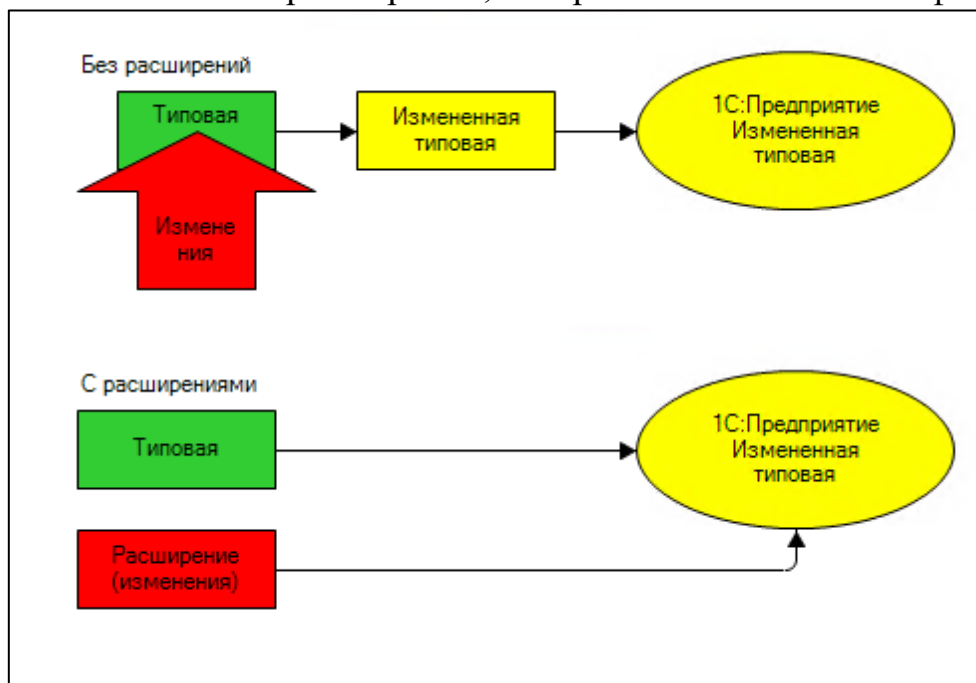 Без расширений
Типовая
Измене
ния
Измененная
типовая
1С:Предприятие
Измененная
типовая
С расширениями
Типовая
Расширение
(изменения)
1С:Предприятие
Измененная
типовая